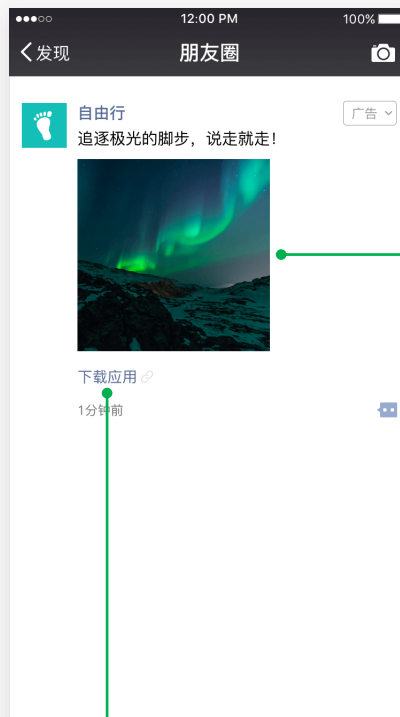 12:00 PM
100%
发现
朋友圈
自由行
广告
追逐极光的脚步，说走就走！
下载应用
1分钟前